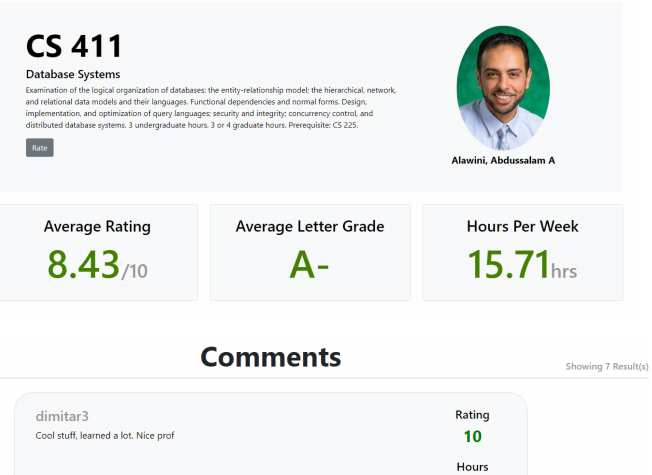 CS 411
Database Systems
Examination of the logical organization of databases: the entity-relationship model; the hierarchical, network,
and relational data models and their languages. Functional dependencies and normal forms. Design,
implementation, and optimization of query languages; security and integrity; concurrency control, and
distributed database systems. 3 undergraduate hours. 3 or 4 graduate hours. Prerequisite: CS 225.
Rate
Alawini, Abdussalam A
Average Rating
8.43/10
Average Letter Grade
A-
Hours Per Week
15.71hrs
Comments
Showing 7 Result(s)
dimitar3
Cool stuff, learned a lot. Nice prof
Rating
10
Hours